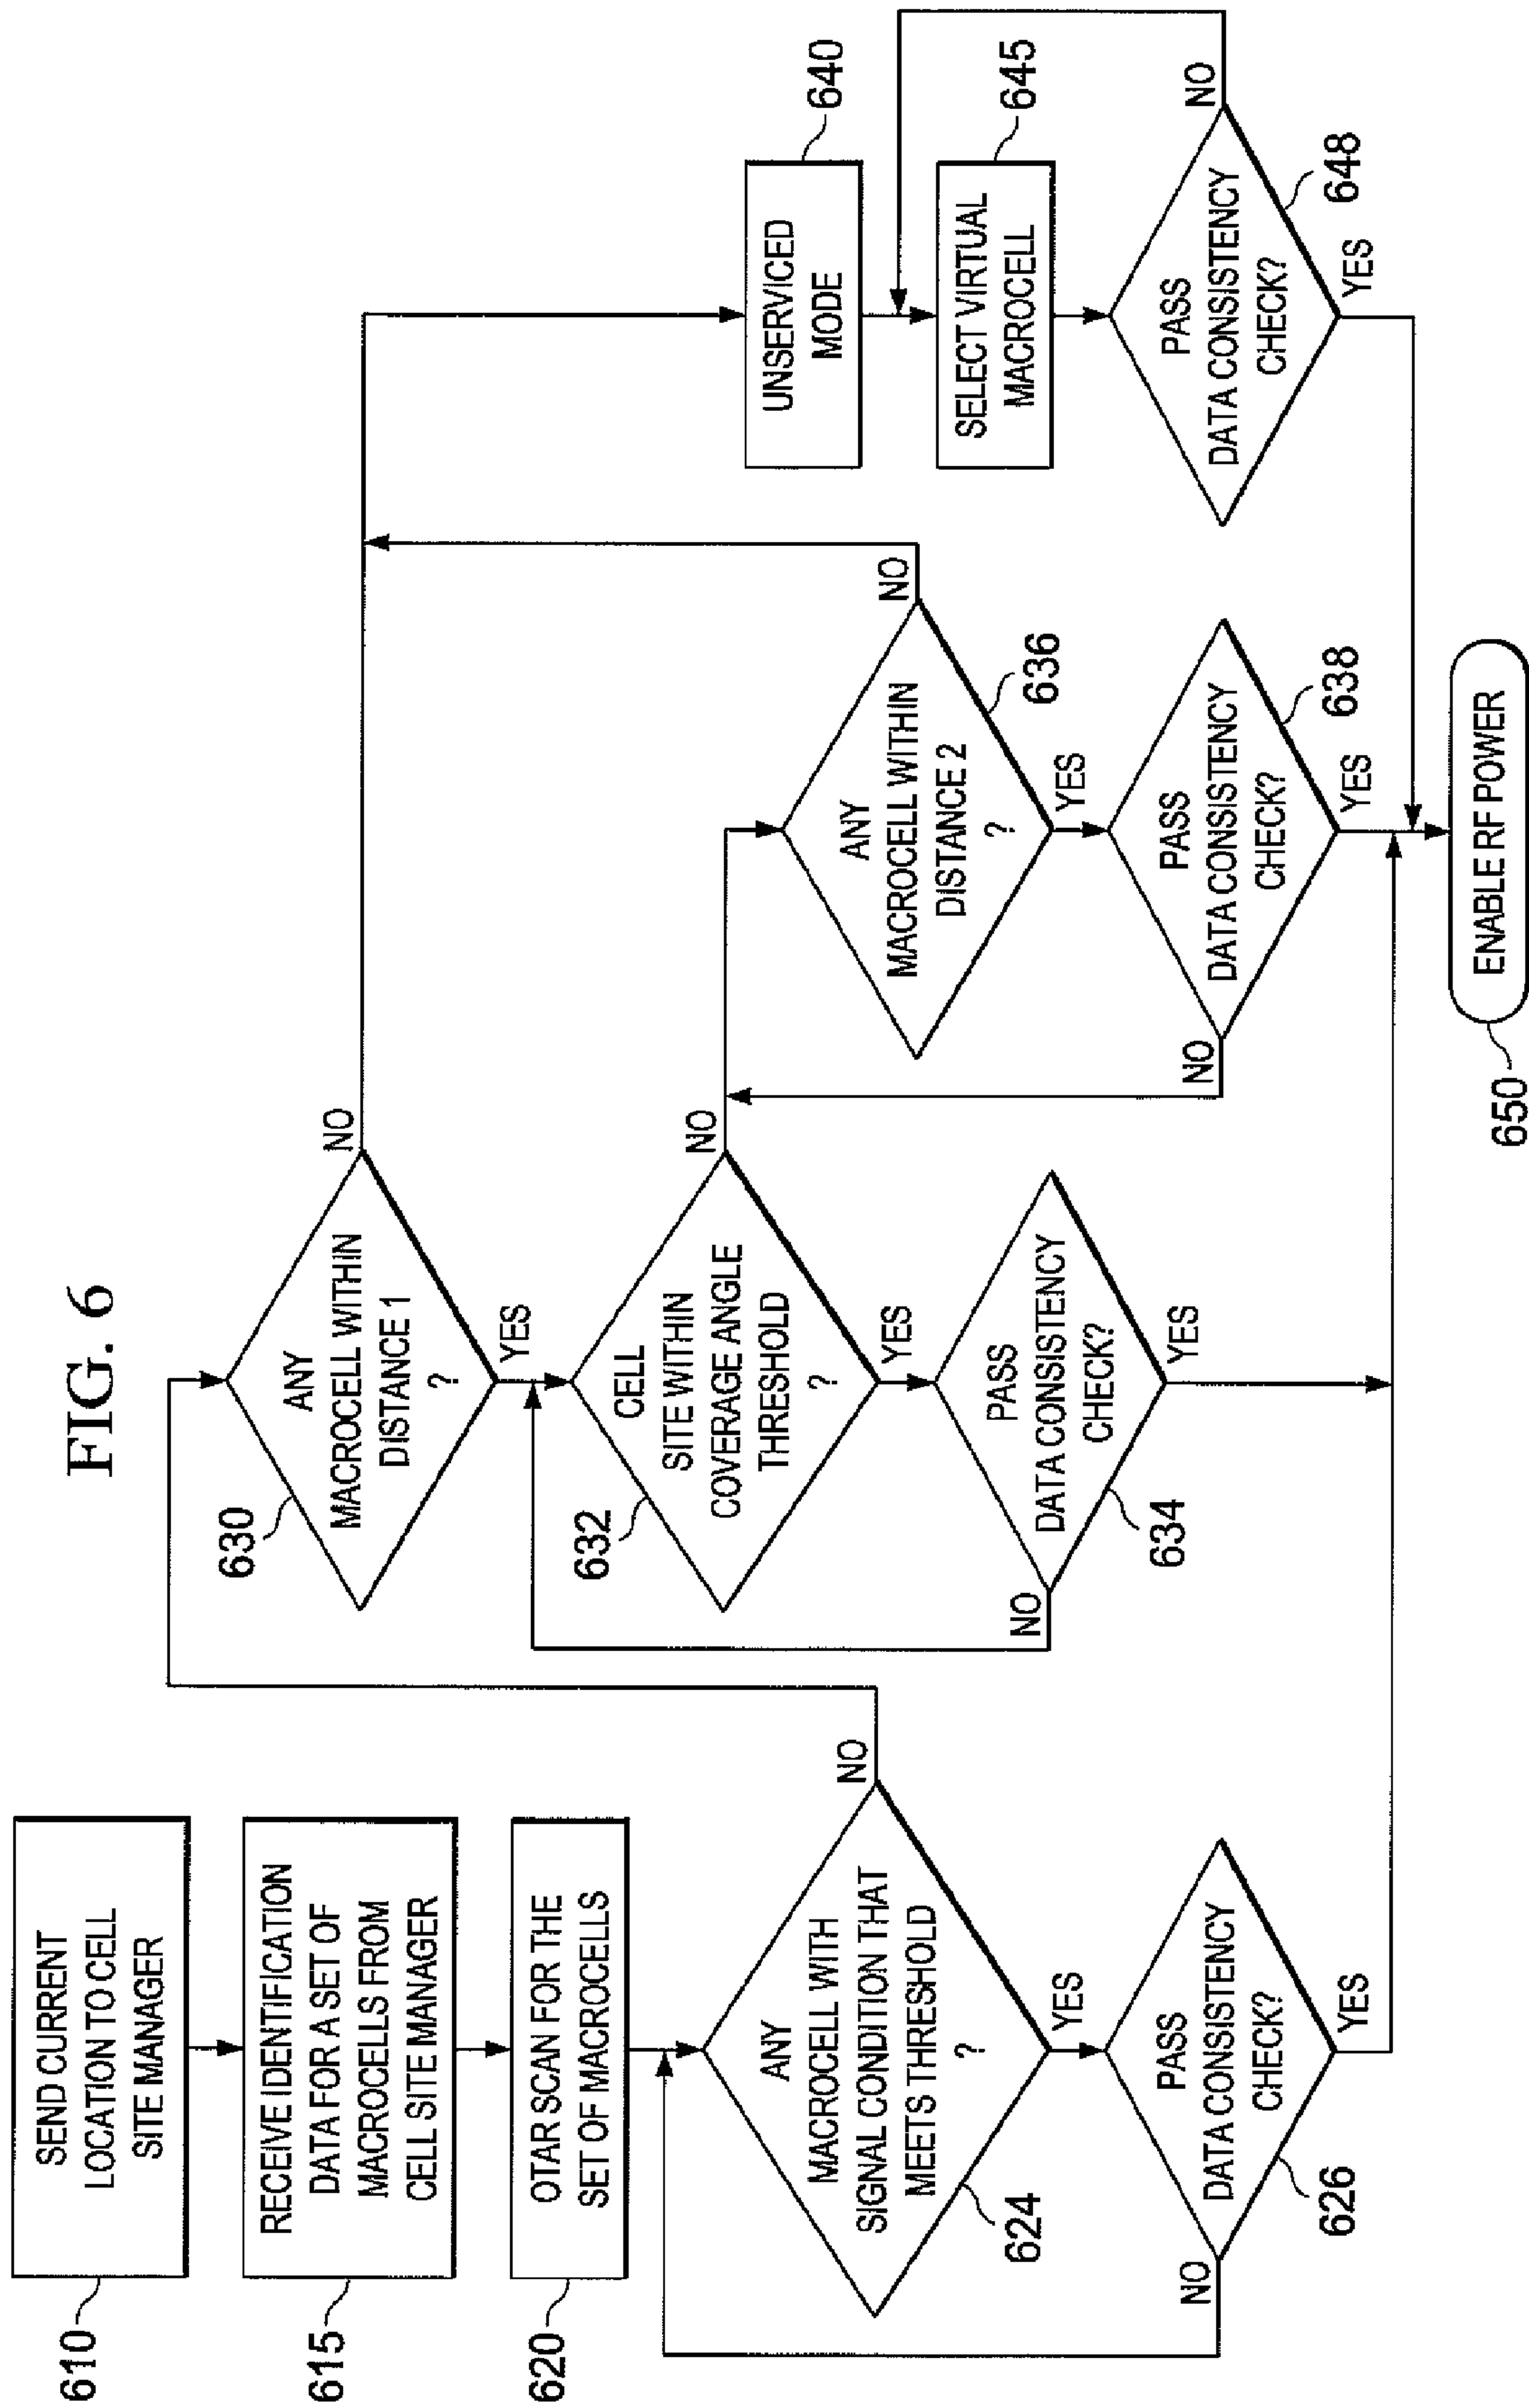 FIG. 6
SEND CURRENT
LOCATION TO CELL
SITE MANAGER
610
RECEIVE IDENTIFICATION
DATA FOR A SET OF
MACROCELLS FROM
CELL SITE MANAGER
615
OTAR SCAN FOR THE
SET OF MACROCELLS
620
ANY
MACROCELL WITH
SIGNAL CONDITION THAT
MEETS THRESHOLD
?
624
NO
YES
PASS
DATA CONSISTENCY
CHECK?
626
NO
YES
ANY
MACROCELL WITHIN
DISTANCE 1
?
630
NO
YES
CELL
SITE WITHIN
COVERAGE ANGLE
THRESHOLD
?
632
NO
YES
PASS
DATA CONSISTENCY
CHECK?
634
NO
YES
ANY
MACROCELL WITHIN
DISTANCE 2
?
636
NO
YES
PASS
DATA CONSISTENCY
CHECK?
638
NO
YES
UNSERVICED
MODE
640
SELECT VIRTUAL
MACROCELL
645
PASS
DATA CONSISTENCY
CHECK?
648
NO
YES
ENABLE RF POWER
650